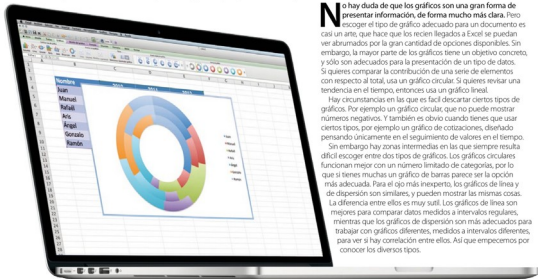 Nombre
Juan
Manuel
Rafaél
Ana
Ángel
Gonzalo
Ramón
No hay duda de que los gráficos son una gran forma de
presentar información, de forma mucho más clara. Pero
escoger el tipo de gráfico adecuado para un documento es
casi un arte, que hace que los recien llegados a Excel se puedan
ver abrumados por la gran cantidad de opciones disponibles. Sin
embargo, la mayor parte de los gráficos tiene un objetivo concreto,
y sólo son adecuados para la presentación de un tipo de datos.
Si quieres comparar la contribución de una serie de elementos
con respecto al total, usa un gráfico circular. Si quieres revisar una
tendencia en el tiempo, entonces usa un gráfico lineal.
Hay circunstancias en las que es facil descartar ciertos tipos de
gráficos. Por ejemplo un gráfico circular, que no puede mostrar
números negativos. Y también es obvio cuando tienes que usar
ciertos tipos, por ejemplo un gráfico de cotizaciones, diseñado
pensando únicamente en el seguimiento de valores en el tiempo.
Sin embargo hay zonas intermedias en las que siempre resulta
difícil escoger entre dos tipos de gráficos. Los gráficos circulares
funcionan mejor con un número limitado de categorías, por lo
que si tienes muchas un gráfico de barras parece ser la opción
más adecuada. Para el ojo más inexperto, los gráficos de línea y
de dispersión son similares, y pueden mostrar las mismas cosas.
La diferencia entre ellos es muy sutil. Los gráficos de línea son
mejores para comparar datos medidos a intervalos regulares,
mientras que los gráficos de dispersión son más adecuados para
trabajar con gráficos diferentes, medidos a intervalos diferentes,
para ver si hay correlación entre ellos. Así que empecemos por
conocer los diversos tipos.